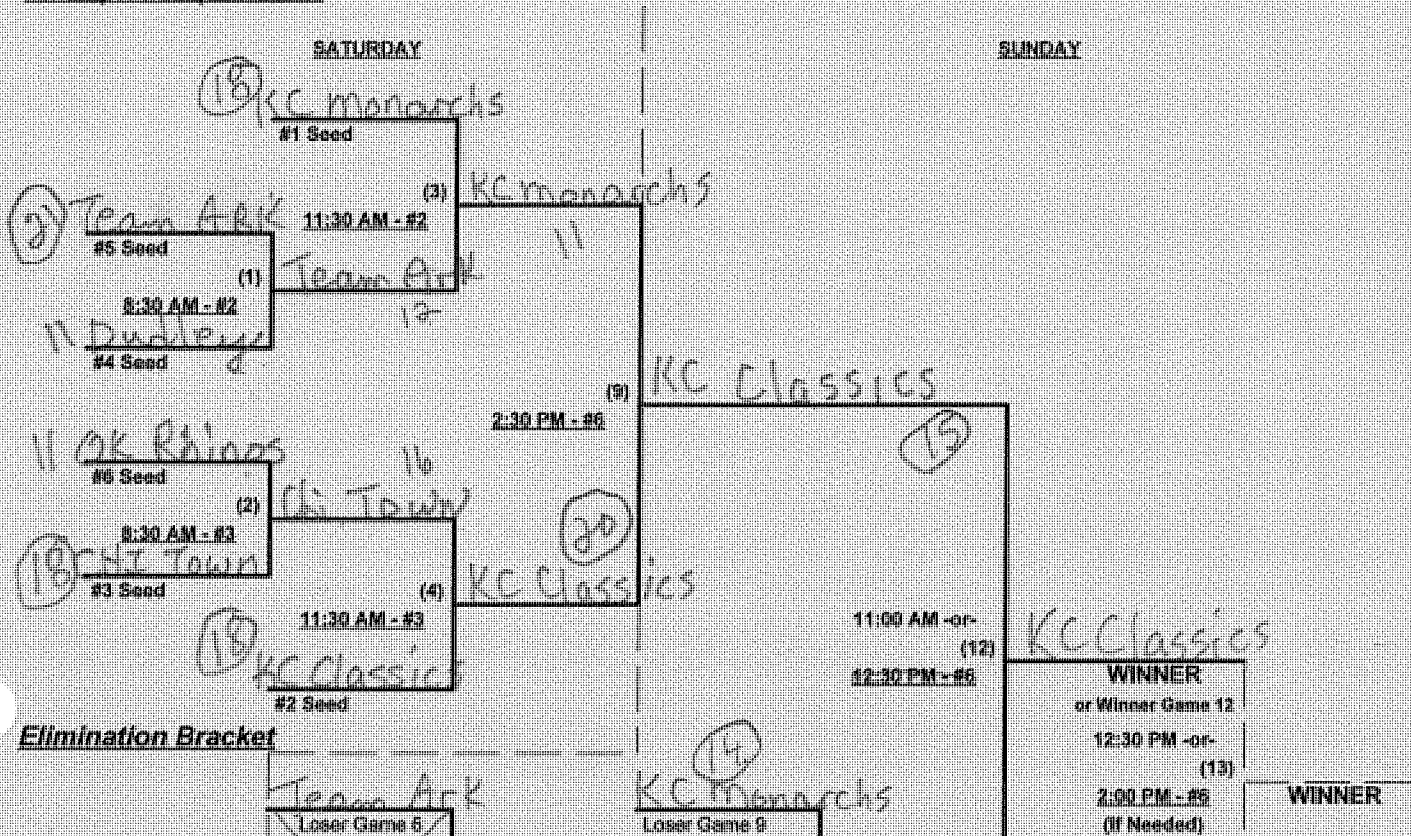 SATURDAY
SUNDAY
18 KC Monarchs
#1 Seed
(3) KC monarchs
11:30 AM - #2
11
21 Team ARK
#5 Seed
(1) Team Ark
8:30 AM - #2
12
11 Dudleys
#4 Seed
(9) KC Classics
2:30 PM - #6
15
11 OK Rhinos
#6 Seed
16
(2) Chi Town
8:30 AM - #3
20
18 CHI Town
#3 Seed
(4) KC Classics
11:30 AM - #3
18
KC Classics
#2 Seed
11:00 AM -or-
(12) KC Classics
12:30 PM - #6
WINNER
or Winner Game 12
Elimination Bracket
12:30 PM -or-
(13)
2:00 PM - #6
(If Needed)
WINNER
14
Team Ark
Loser Game 6
KC Monarchs
Loser Game 9